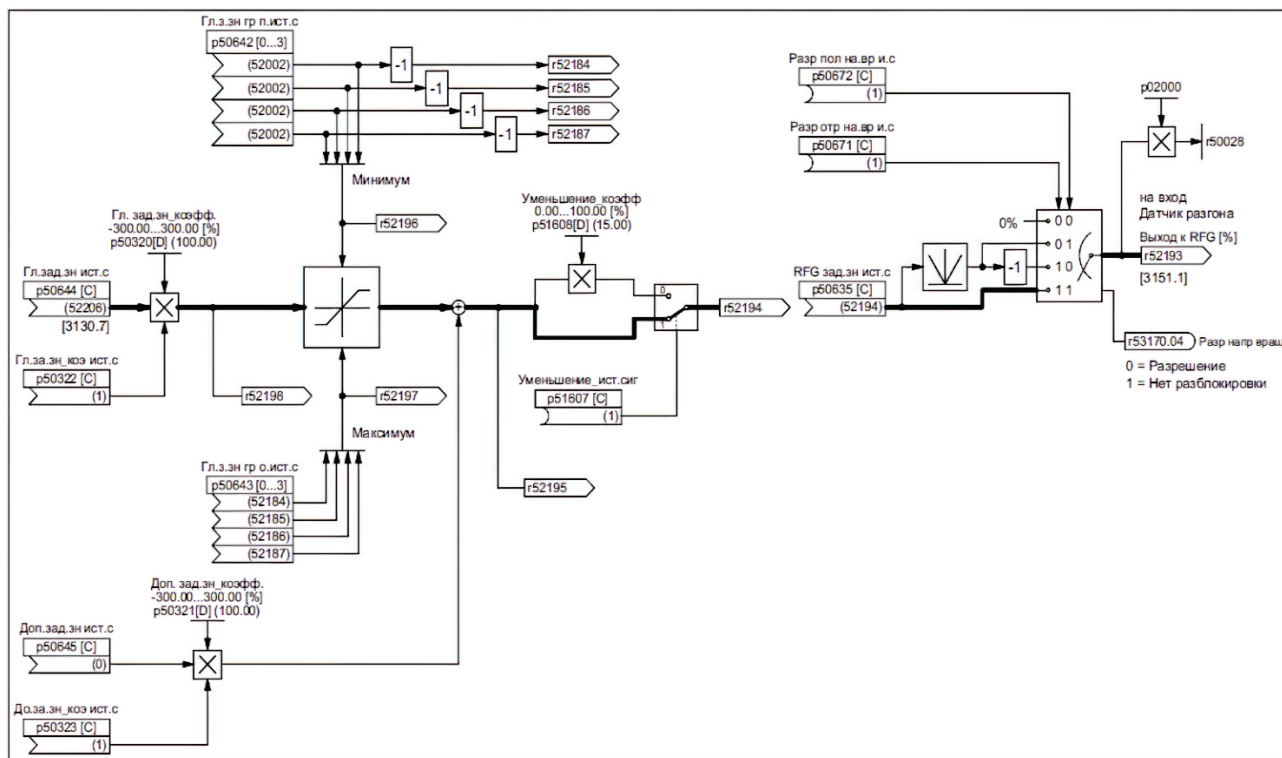 Гл.з.зн гр п.ист.с
p50642 [0...3]
(52002)
-1
r52184
(52002)
-1
r52185
(52002)
-1
r52186
(52002)
-1
r52187
Минимум
r52196
Гл. зад.зн_коэфф.
-300.00...300.00 [%]
p50320[D] (100.00)
Гл.зад.зн ист.с
p50644 [C]
(52206)
[3130.7]
Гл.за.зн_коэ ист.с
p50322 [C]
(1)
r52198
r52197
Максимум
Гл.з.зн гр о.ист.с
p50643 [0...3]
(52184)
(52185)
(52186)
(52187)
Доп. зад.зн_коэфф.
-300.00...300.00 [%]
p50321[D] (100.00)
Доп.зад.зн ист.с
p50645 [C]
(0)
До.за.зн_коэ ист.с
p50323 [C]
(1)
+
r52195
Уменьшение_коэфф
0.00...100.00 [%]
p51608[D] (15.00)
0
1
r52194
Уменьшение_ист.сиг
p51607 [C]
(1)
Разр пол на.вр и.с
p50672 [C]
(1)
Разр отр на.вр и.с
p50671 [C]
(1)
p02000
r50028
0%
0 0
0 1
-1
1 0
1 1
RFG зад.зн ист.с
p50635 [C]
(52194)
на вход
Датчик разгона
Выход к RFG [%]
r52193
[3151.1]
r53170.04
Разр напр вращ
0 = Разрешение
1 = Нет разблокировки